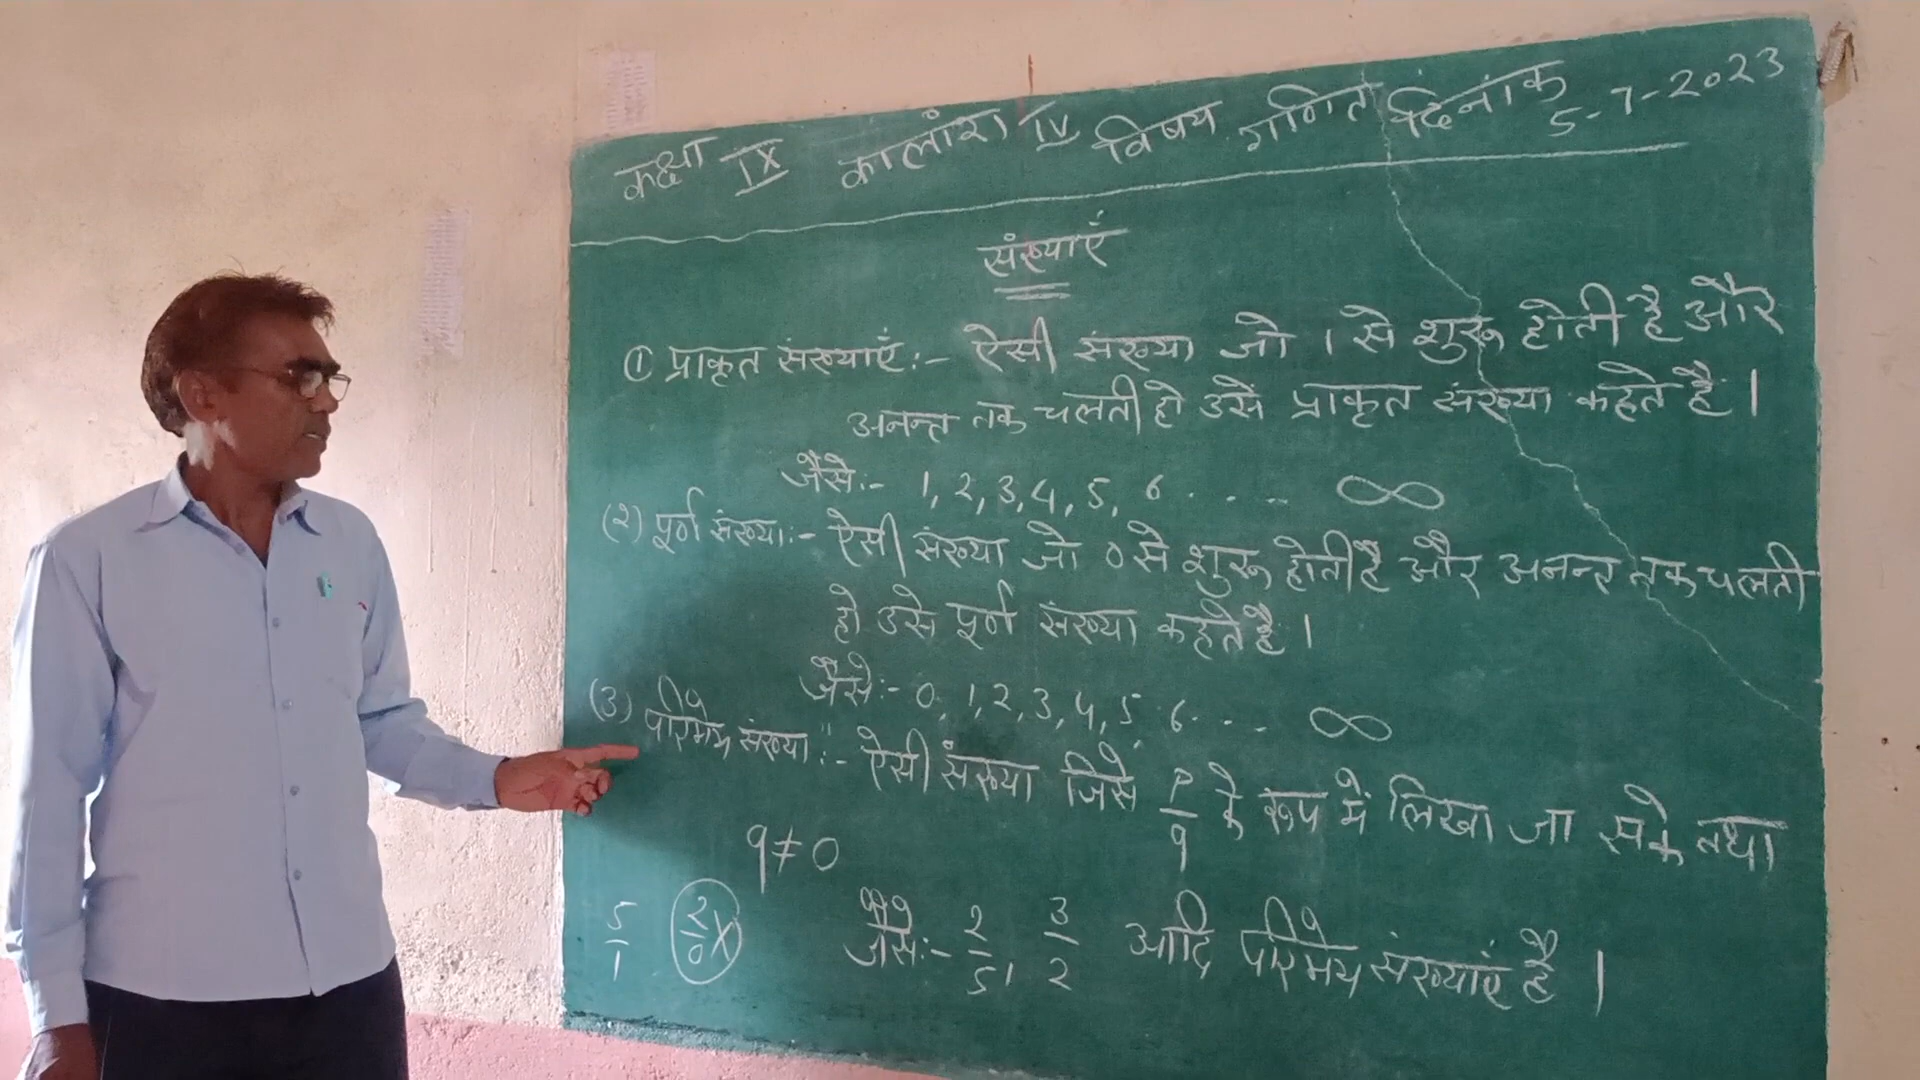 कक्षा IX कालांश IV विषय गणित दिनांक 5-7-2023
संख्याएं
① प्राकृत संख्याएं:- ऐसी संख्या जो 1 से शुरू होती है और
अनन्त तक चलती हो उसे प्राकृत संख्या कहते है।
जैसे:- 1, 2, 3, 4, 5, 6 . . . - ∞
(२) पूर्ण संख्या:- ऐसी संख्या जो 0 से शुरू होती है और अनन्त तक चलती
हो उसे पूर्ण संख्या कहते है।
जैसे:- 0, 1, 2, 3, 4, 5, 6 - . . - ∞
(3) परिमेय संख्या:- ऐसी संख्या जिसे P/q के रूप में लिखा जा सके तथा
q ≠ 0
5/1 2/0 X जैसे:- 2/5, 3/2 आदि परिमेय संख्याएं है।